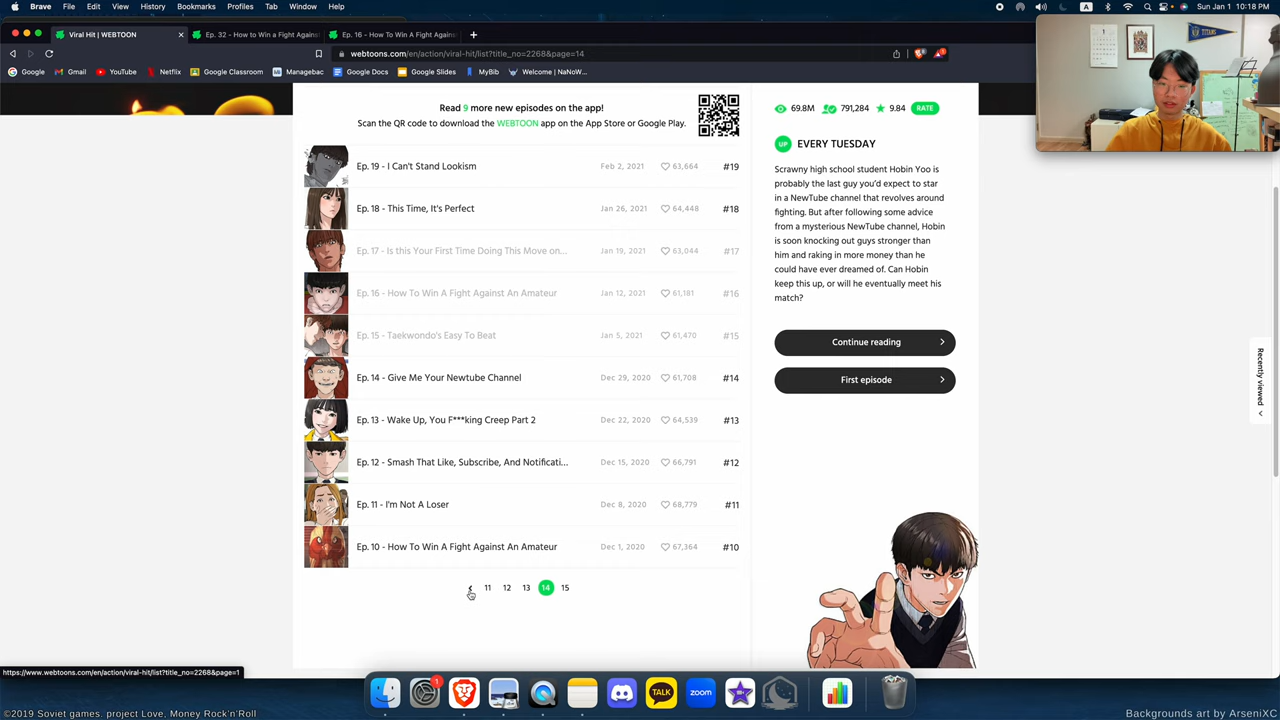 Brave File Edit View History Bookmarks Profiles Tab Window Help
A Sun Jan 1 10:18 PM
Viral Hit | WEBTOON
Ep. 32 - How to Win a Fight Agains
Ep. 16 - How To Win A Fight Agains
webtoons.com/en/action/viral-hit/list?title_no=2268&page=14
Google Gmail YouTube Netflix Google Classroom Managebac Google Docs Google Slides MyBib Welcome | NaNoW...
Read 9 more new episodes on the app!
Scan the QR code to download the WEBTOON app on the App Store or Google Play.
69.8M 791,284 9.84 RATE
UP EVERY TUESDAY
Scrawny high school student Hobin Yoo is
probably the last guy you'd expect to star
in a NewTube channel that revolves around
fighting. But after following some advice
from a mysterious NewTube channel, Hobin
is soon knocking out guys stronger than
him and raking in more money than he
could have ever dreamed of. Can Hobin
keep this up, or will he eventually meet his
match?
Continue reading
First episode
Ep. 19 - I Can't Stand Lookism Feb 2, 2021 63,664 #19
Ep. 18 - This Time, It's Perfect Jan 26, 2021 64,448 #18
Ep. 17 - Is this Your First Time Doing This Move on... Jan 19, 2021 63,044 #17
Ep. 16 - How To Win A Fight Against An Amateur Jan 12, 2021 61,181 #16
Ep. 15 - Taekwondo's Easy To Beat Jan 5, 2021 61,470 #15
Ep. 14 - Give Me Your Newtube Channel Dec 29, 2020 61,708 #14
Ep. 13 - Wake Up, You F***king Creep Part 2 Dec 22, 2020 64,539 #13
Ep. 12 - Smash That Like, Subscribe, And Notificati... Dec 15, 2020 66,791 #12
Ep. 11 - I'm Not A Loser Dec 8, 2020 68,779 #11
Ep. 10 - How To Win A Fight Against An Amateur Dec 1, 2020 67,364 #10
11 12 13 14 15
Recently viewed
https://www.webtoons.com/en/action/viral-hit/list?title_no=2268&page=1
1
TALK
zoom
©2019 Soviet games. project Love, Money Rock'n'Roll
Backgrounds art by ArseniXC
TITANS
RATE